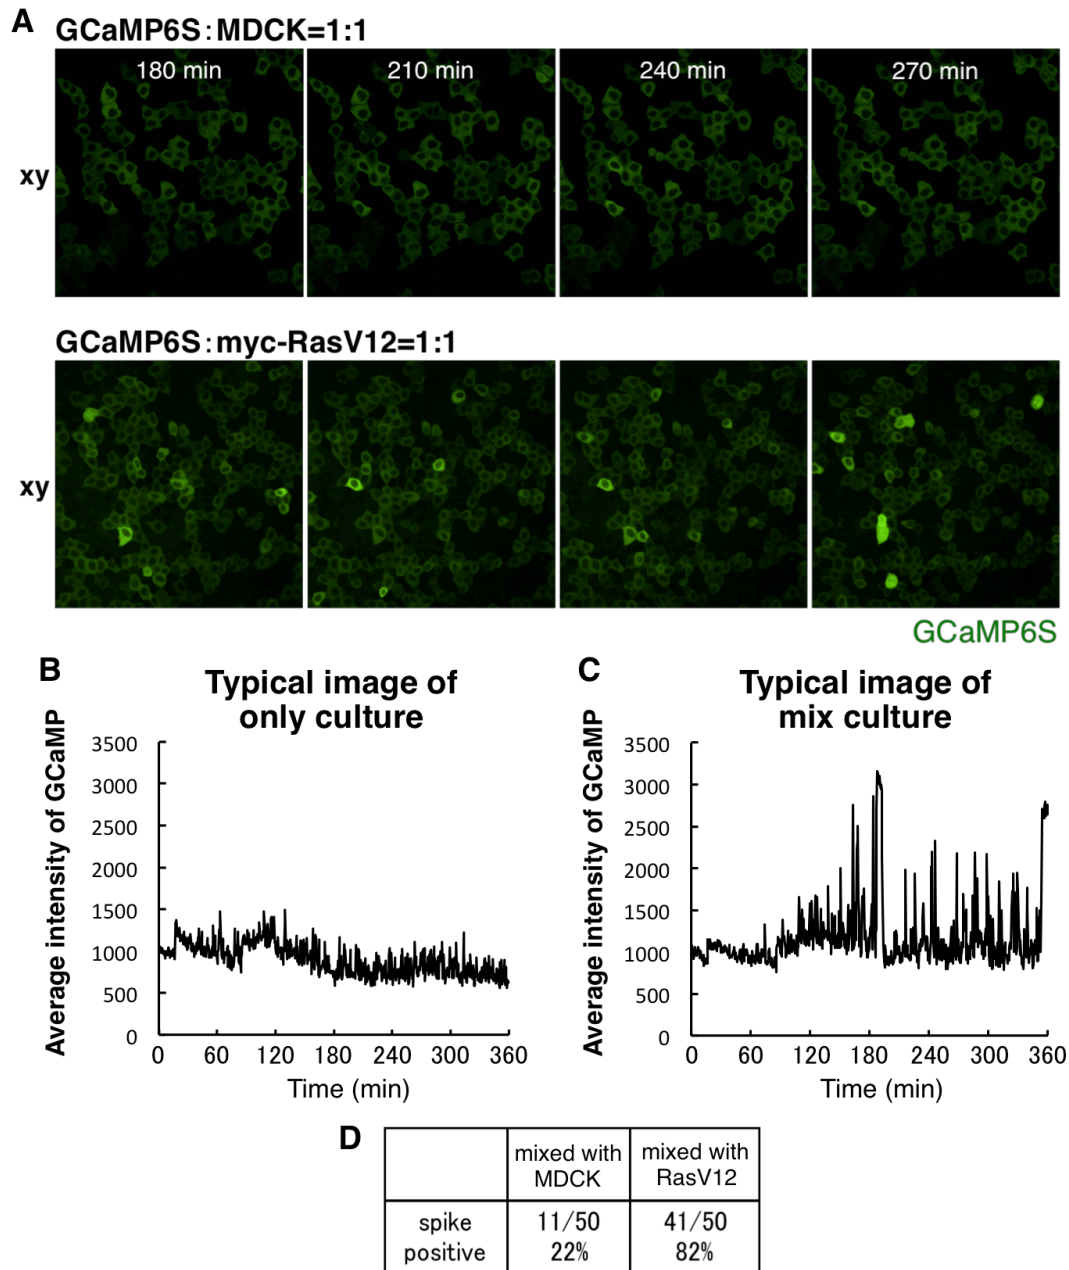 A
GCaMP6S:MDCK=1:1
180 min 210 min 240 min 270 min
xy
GCaMP6S:myc-RasV12=1:1
xy
GCaMP6S
B
Typical image of
only culture
Average intensity of GCaMP
3500
3000
2500
2000
1500
1000
500
0
0 60 120 180 240 300 360
Time (min)
C
Typical image of
mix culture
Average intensity of GCaMP
3500
3000
2500
2000
1500
1000
500
0
0 60 120 180 240 300 360
Time (min)
D
mixed with MDCK
mixed with RasV12
spike positive
11/50 41/50
22% 82%